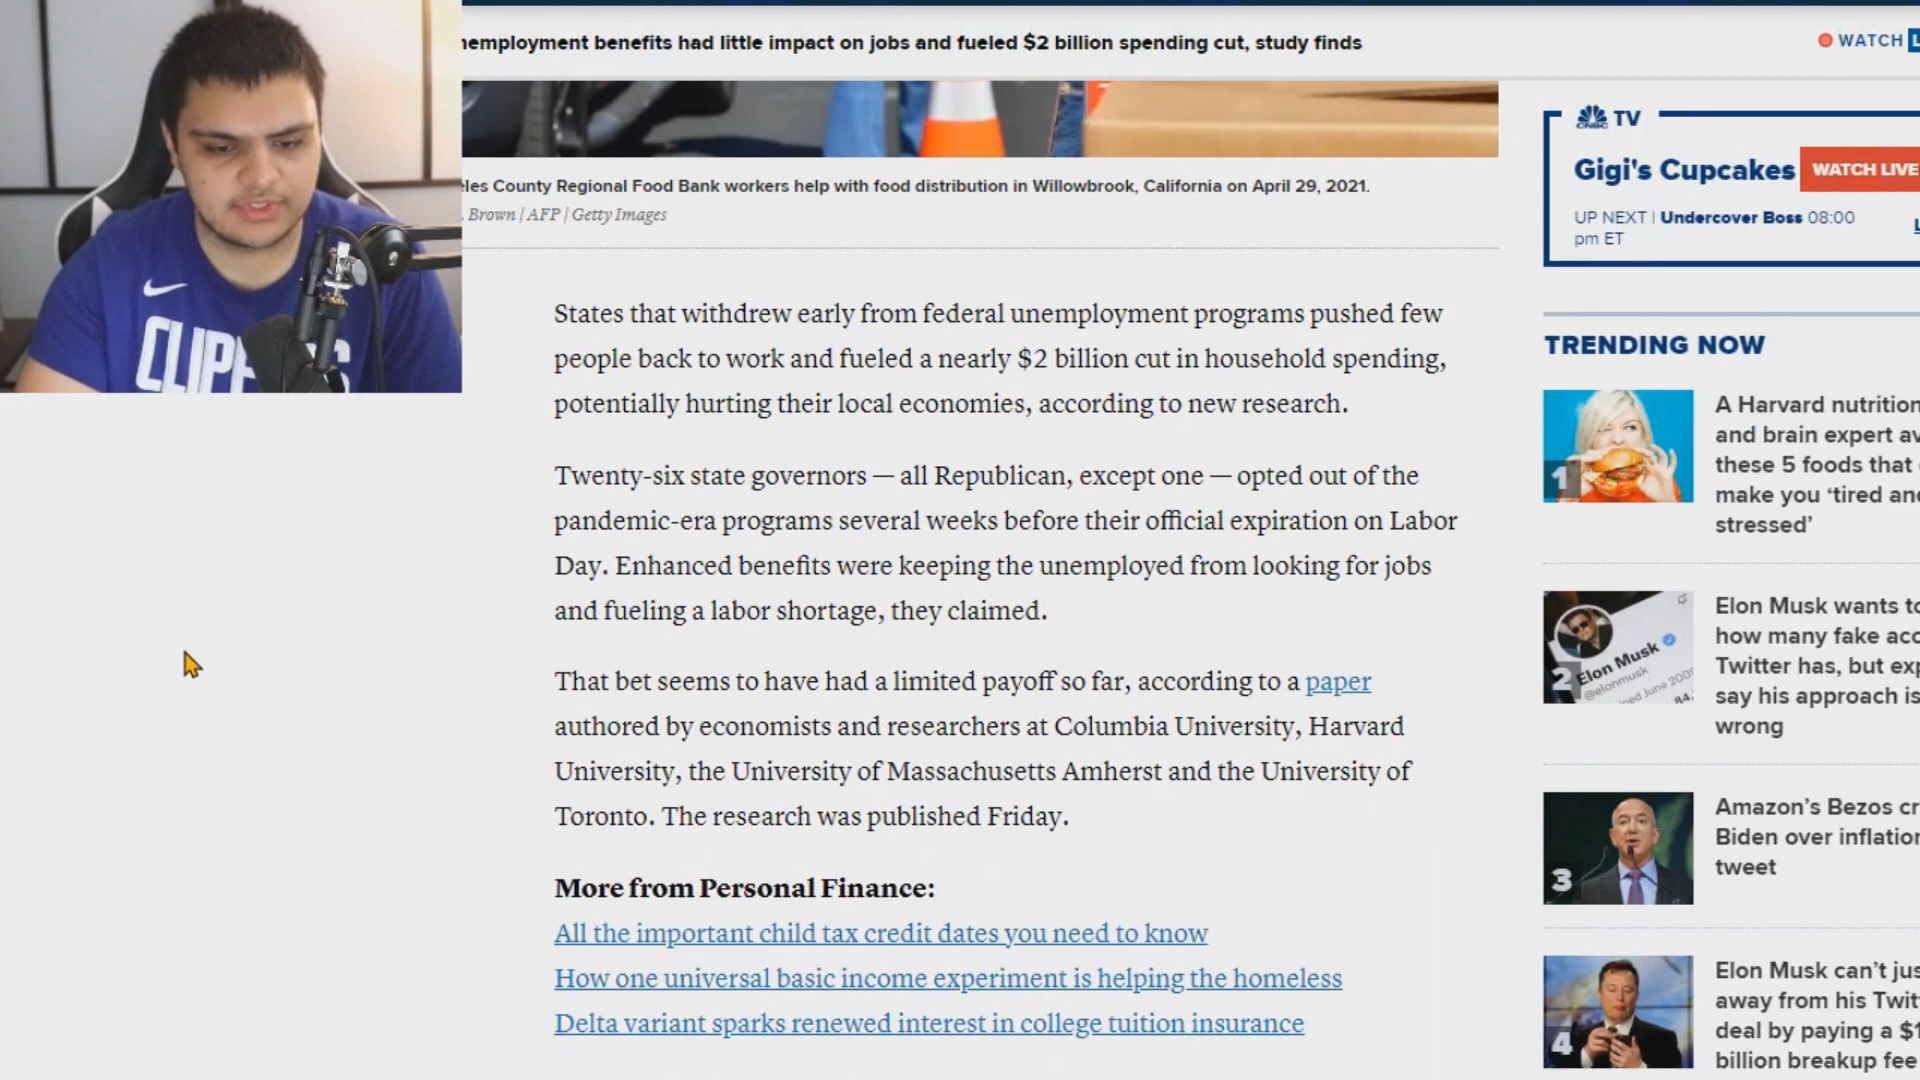 employment benefits had little impact on jobs and fueled $2 billion spending cut, study finds
WATCH
TV
CNBC
Gigi's Cupcakes
WATCH LIVE
UP NEXT | Undercover Boss 08:00
pm ET
County Regional Food Bank workers help with food distribution in Willowbrook, California on April 29, 2021.
Brown | AFP | Getty Images
States that withdrew early from federal unemployment programs pushed few
people back to work and fueled a nearly $2 billion cut in household spending,
potentially hurting their local economies, according to new research.
Twenty-six state governors — all Republican, except one — opted out of the
pandemic-era programs several weeks before their official expiration on Labor
Day. Enhanced benefits were keeping the unemployed from looking for jobs
and fueling a labor shortage, they claimed.
That bet seems to have had a limited payoff so far, according to a paper
authored by economists and researchers at Columbia University, Harvard
University, the University of Massachusetts Amherst and the University of
Toronto. The research was published Friday.
More from Personal Finance:
All the important child tax credit dates you need to know
How one universal basic income experiment is helping the homeless
Delta variant sparks renewed interest in college tuition insurance
TRENDING NOW
1
A Harvard nutrition
and brain expert av
these 5 foods that
make you ‘tired and
stressed’
2
Elon Musk
@elonmusk
Elon Musk wants to
how many fake acc
Twitter has, but exp
say his approach is
wrong
3
Amazon’s Bezos cr
Biden over inflation
tweet
4
Elon Musk can’t jus
away from his Twit
deal by paying a $1
billion breakup fee